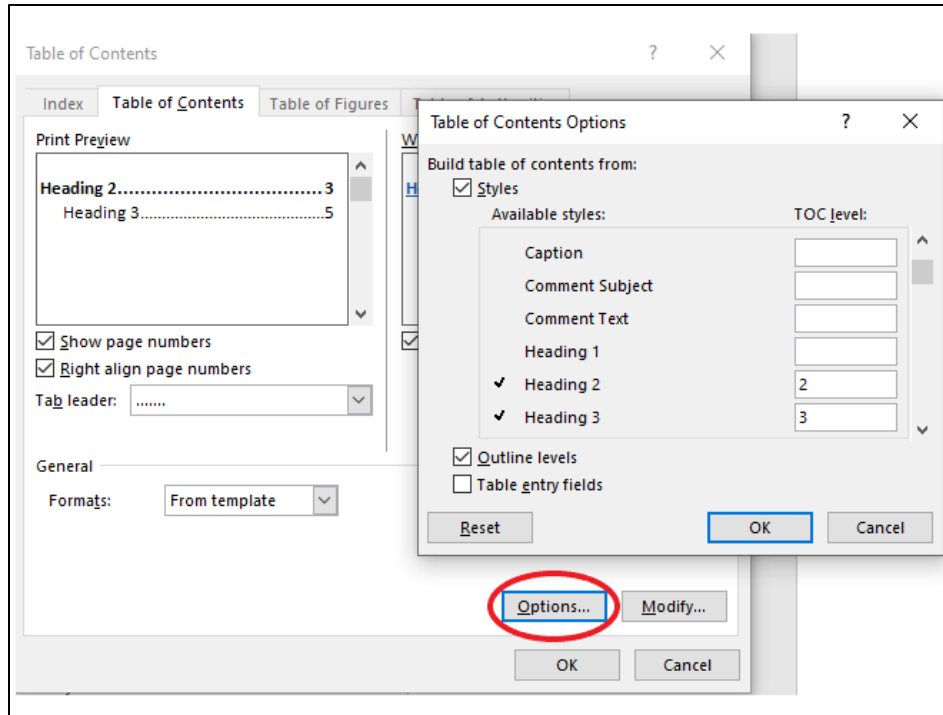 Table of Contents ?
Index Table of Contents Table of Figures
Print Preview
Heading 2....................................3
Heading 3..............................................5
Show page numbers
Right align page numbers
Tab leader: .......
General
Formats: From template
Options... Modify...
OK Cancel
Table of Contents Options ?
Build table of contents from:
Styles
Available styles: TOC level:
Caption
Comment Subject
Comment Text
Heading 1
Heading 2 2
Heading 3 3
Outline levels
Table entry fields
Reset OK Cancel